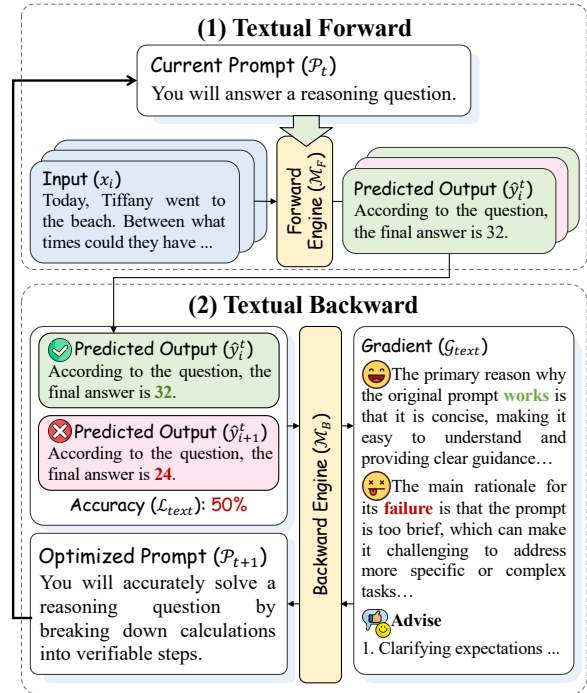 (1) Textual Forward
Current Prompt (𝒫ₜ)
You will answer a reasoning question.
Input (xᵢ)
Today, Tiffany went to the beach. Between what times could they have ...
Forward Engine (ℳ_F)
Predicted Output (ŷᵢᵗ)
According to the question, the final answer is 32.
(2) Textual Backward
Predicted Output (ŷᵢᵗ)
According to the question, the final answer is 32.
Predicted Output (ŷᵢ₊₁ᵗ)
According to the question, the final answer is 24.
Accuracy (ℒ_text): 50%
Backward Engine (ℳ_B)
Gradient (𝒢_text)
The primary reason why the original prompt works is that it is concise, making it easy to understand and providing clear guidance…
The main rationale for its failure is that the prompt is too brief, which can make it challenging to address more specific or complex tasks…
Advise
1. Clarifying expectations ...
Optimized Prompt (𝒫ₜ₊₁)
You will accurately solve a reasoning question by breaking down calculations into verifiable steps.